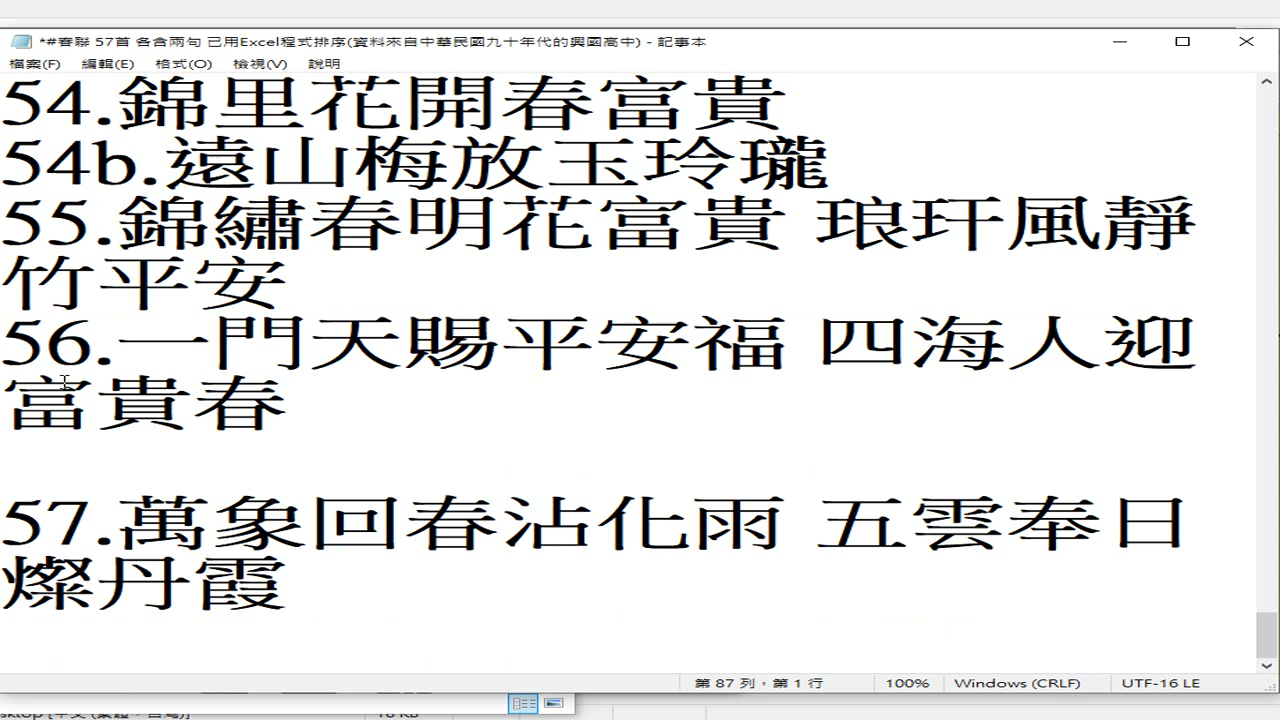 *#春聯 57首 各含兩句 已用Excel程式排序(資料來自中華民國九十年代的興國高中) - 記事本
檔案(F) 編輯(E) 格式(O) 檢視(V) 說明
54.錦里花開春富貴
54b.遠山梅放玉玲瓏
55.錦繡春明花富貴 琅玕風靜
竹平安
56.一門天賜平安福 四海人迎
富貴春
57.萬象回春沾化雨 五雲奉日
燦丹霞
第 87 列，第 1 行 100% Windows (CRLF) UTF-16 LE